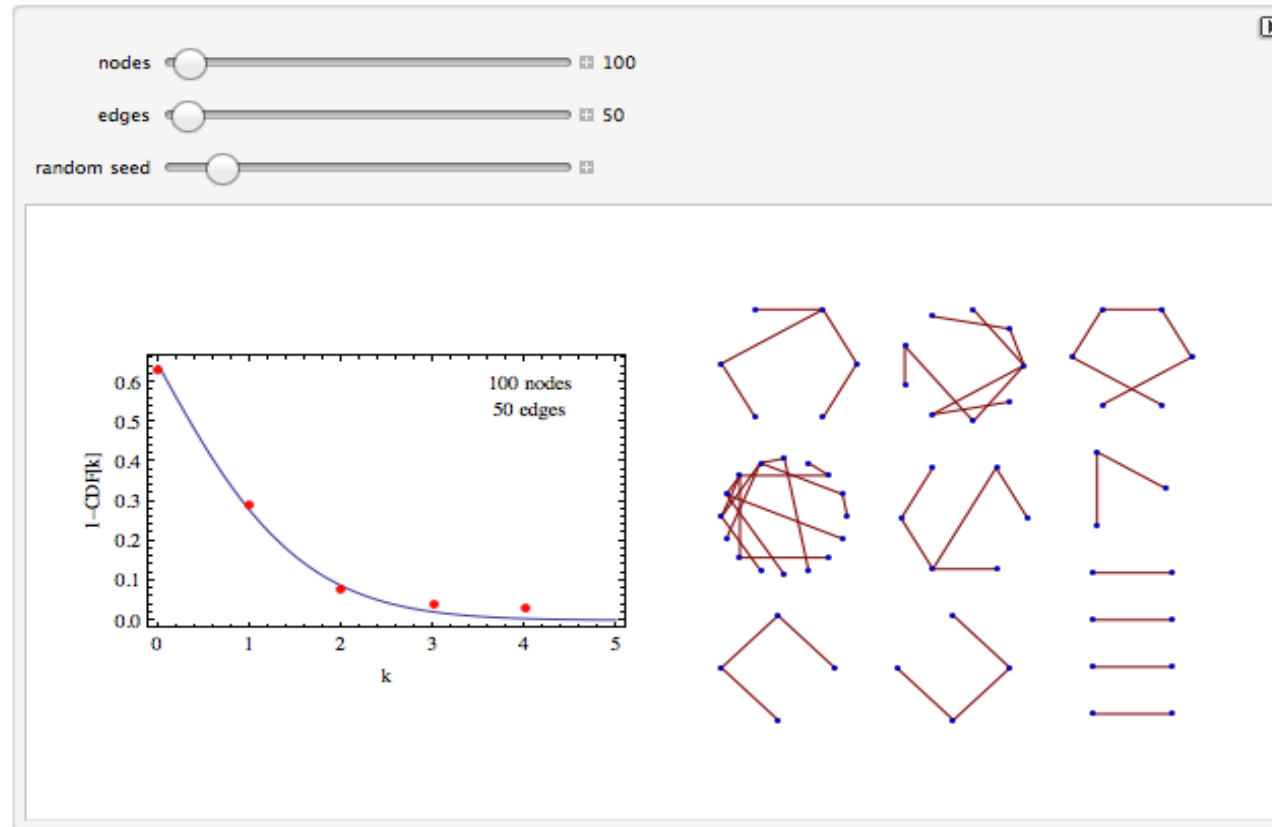 nodes 100
edges 50
random seed
100 nodes
50 edges
1-CDF[k]
0.6
0.5
0.4
0.3
0.2
0.1
0.0
0 1 2 3 4 5
k